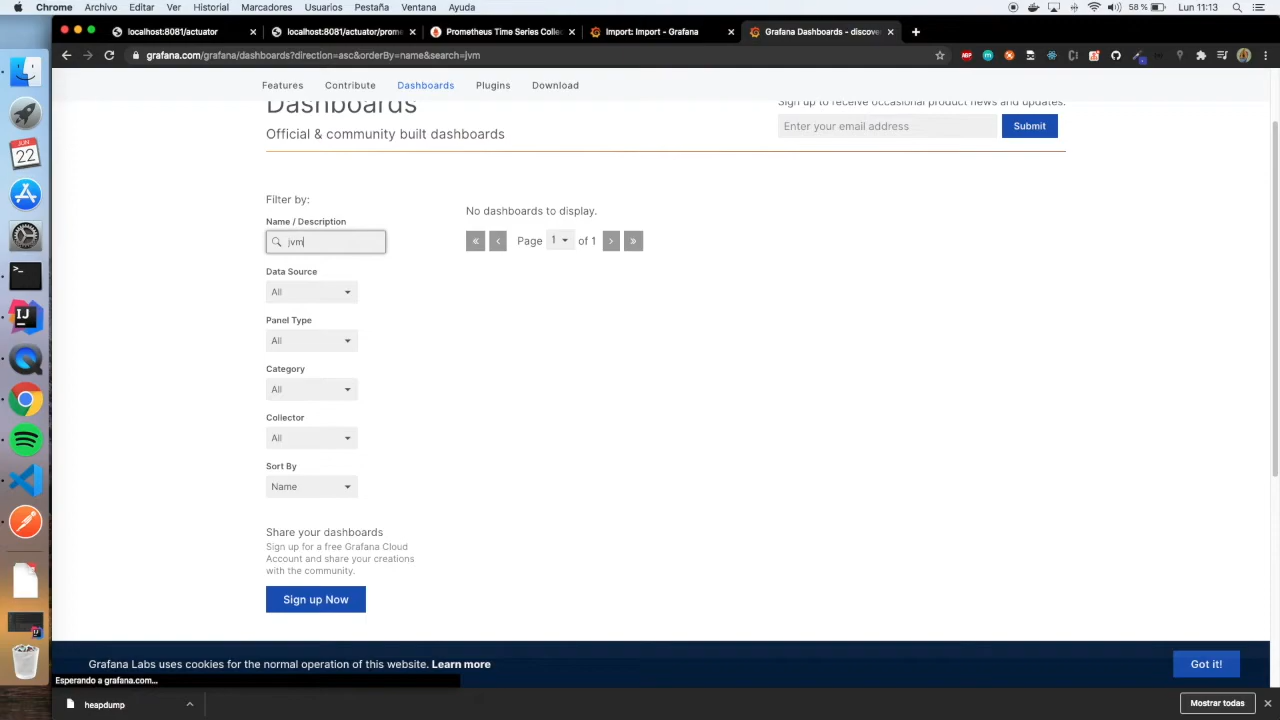 Chrome Archivo Editar Ver Historial Marcadores Usuarios Pestaña Ventana Ayuda 58 % Lun 11:13
localhost:8081/actuator localhost:8081/actuator/prome Prometheus Time Series Colle Import: Import - Grafana Grafana Dashboards - discove
grafana.com/grafana/dashboards?direction=asc&orderBy=name&search=jvm
Features Contribute Dashboards Plugins Download
Dashboards
Sign up to receive occasional product news and updates.
Official & community built dashboards
Enter your email address Submit
Filter by:
Name / Description
jvm
No dashboards to display.
« ‹ Page 1 of 1 › »
Data Source
All
Panel Type
All
Category
All
Collector
All
Sort By
Name
Share your dashboards
Sign up for a free Grafana Cloud
Account and share your creations
with the community.
Sign up Now
Grafana Labs uses cookies for the normal operation of this website. Learn more Got it!
Esperando a grafana.com...
heapdump Mostrar todas
JUN
22
IJ
ABP